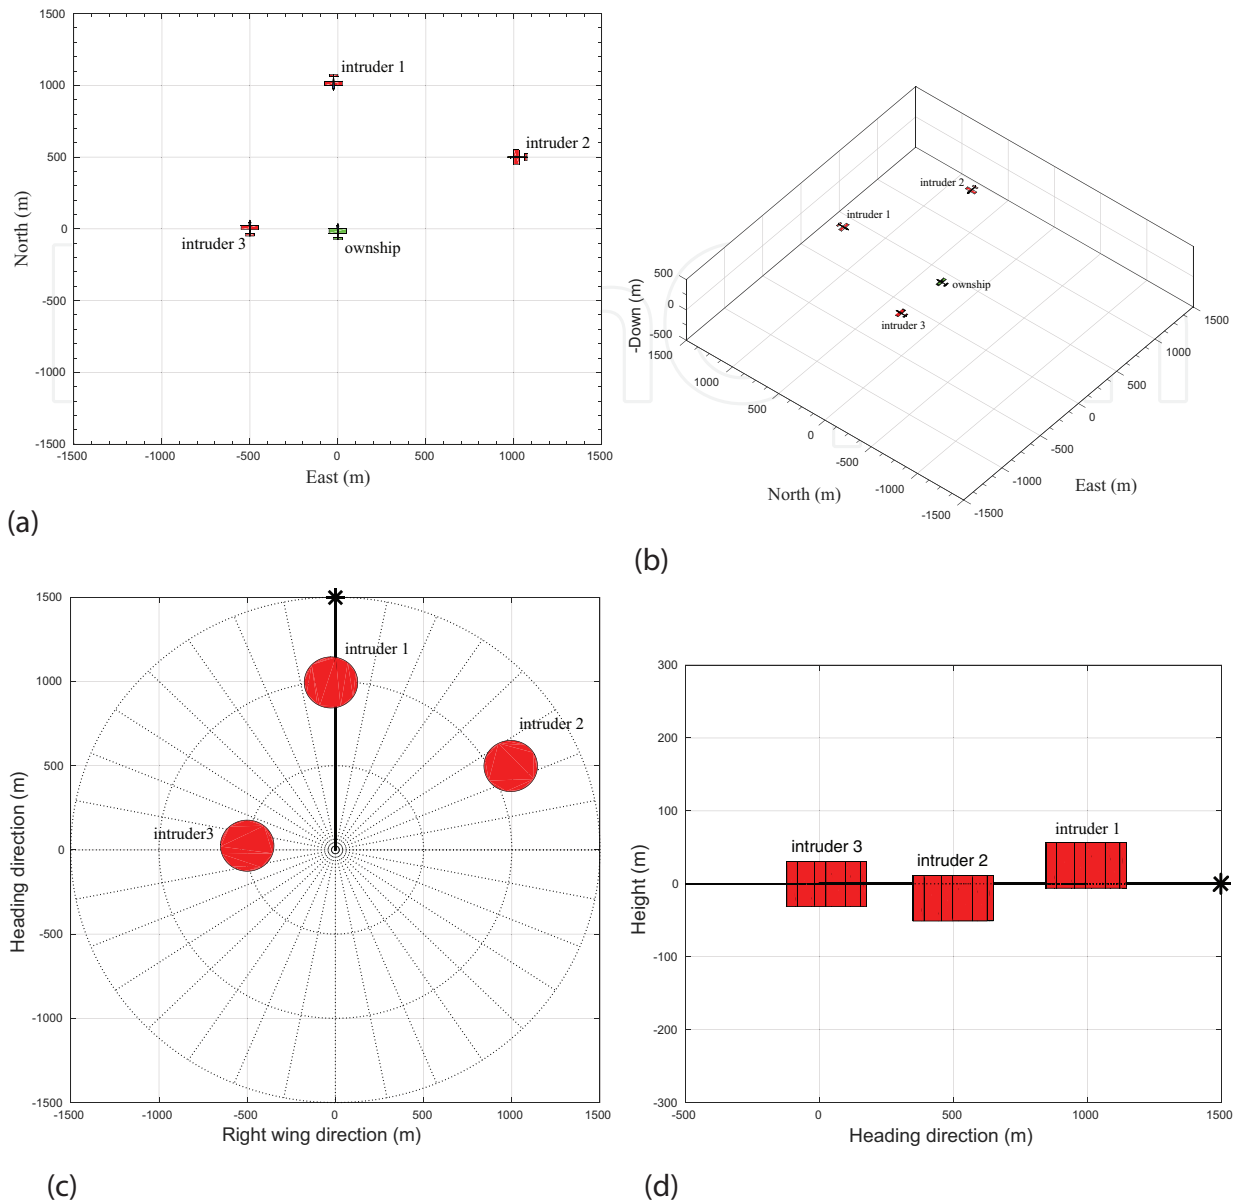 1500
1000
500
0
-500
-1000
-1500
North (m)
-1500
-1000
-500
0
500
1000
1500
East (m)
intruder 1
intruder 2
intruder 3
ownship
(a)
intruder 2
intruder 1
ownship
intruder 3
500
0
-500
-Down (m)
1500
1000
500
0
-500
-1000
-1500
North (m)
-1500
-1000
-500
0
500
1000
1500
East (m)
(b)
1500
1000
500
0
-500
-1000
-1500
Heading direction (m)
intruder 1
intruder 2
intruder3
-1500
-1000
-500
0
500
1000
1500
Right wing direction (m)
(c)
300
200
100
0
-100
-200
-300
Height (m)
intruder 3
intruder 2
intruder 1
-500
0
500
1000
1500
Heading direction (m)
(d)